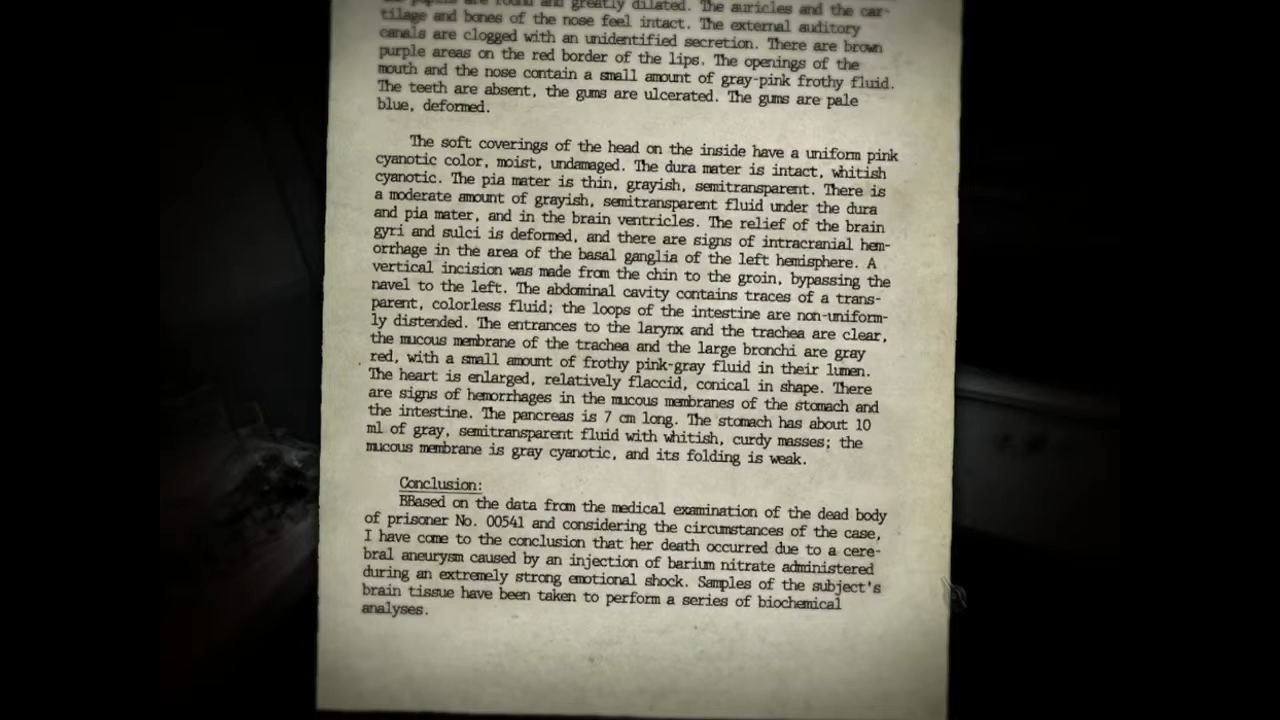 The pupils are round and greatly dilated. The auricles and the car-
tilage and bones of the nose feel intact. The external auditory
canals are clogged with an unidentified secretion. There are brown
purple areas on the red border of the lips. The openings of the
mouth and the nose contain a small amount of gray-pink frothy fluid.
The teeth are absent, the gums are ulcerated. The gums are pale
blue, deformed.
The soft coverings of the head on the inside have a uniform pink
cyanotic color, moist, undamaged. The dura mater is intact, whitish
cyanotic. The pia mater is thin, grayish, semitransparent. There is
a moderate amount of grayish, semitransparent fluid under the dura
and pia mater, and in the brain ventricles. The relief of the brain
gyri and sulci is deformed, and there are signs of intracranial hem-
orrhage in the area of the basal ganglia of the left hemisphere. A
vertical incision was made from the chin to the groin, bypassing the
navel to the left. The abdominal cavity contains traces of a trans-
parent, colorless fluid; the loops of the intestine are non-uniform-
ly distended. The entrances to the larynx and the trachea are clear,
the mucous membrane of the trachea and the large bronchi are gray
red, with a small amount of frothy pink-gray fluid in their lumen.
The heart is enlarged, relatively flaccid, conical in shape. There
are signs of hemorrhages in the mucous membranes of the stomach and
the intestine. The pancreas is 7 cm long. The stomach has about 10
ml of gray, semitransparent fluid with whitish, curdy masses; the
mucous membrane is gray cyanotic, and its folding is weak.
Conclusion:
BBased on the data from the medical examination of the dead body
of prisoner No. 00541 and considering the circumstances of the case,
I have come to the conclusion that her death occurred due to a cere-
bral aneurysm caused by an injection of barium nitrate administered
during an extremely strong emotional shock. Samples of the subject's
brain tissue have been taken to perform a series of biochemical
analyses.